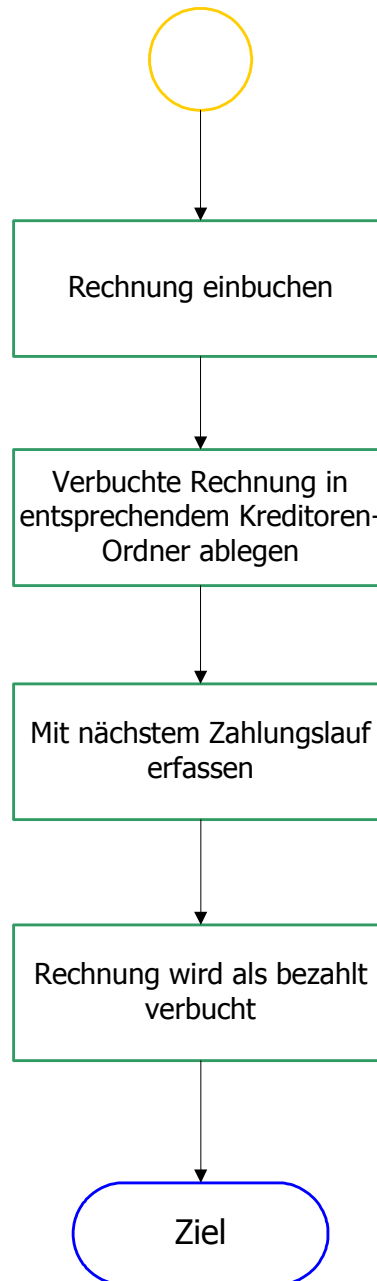 Rechnung einbuchen
Verbuchte Rechnung in
entsprechendem Kreditoren-
Ordner ablegen
Mit nächstem Zahlungslauf
erfassen
Rechnung wird als bezahlt
verbucht
Ziel